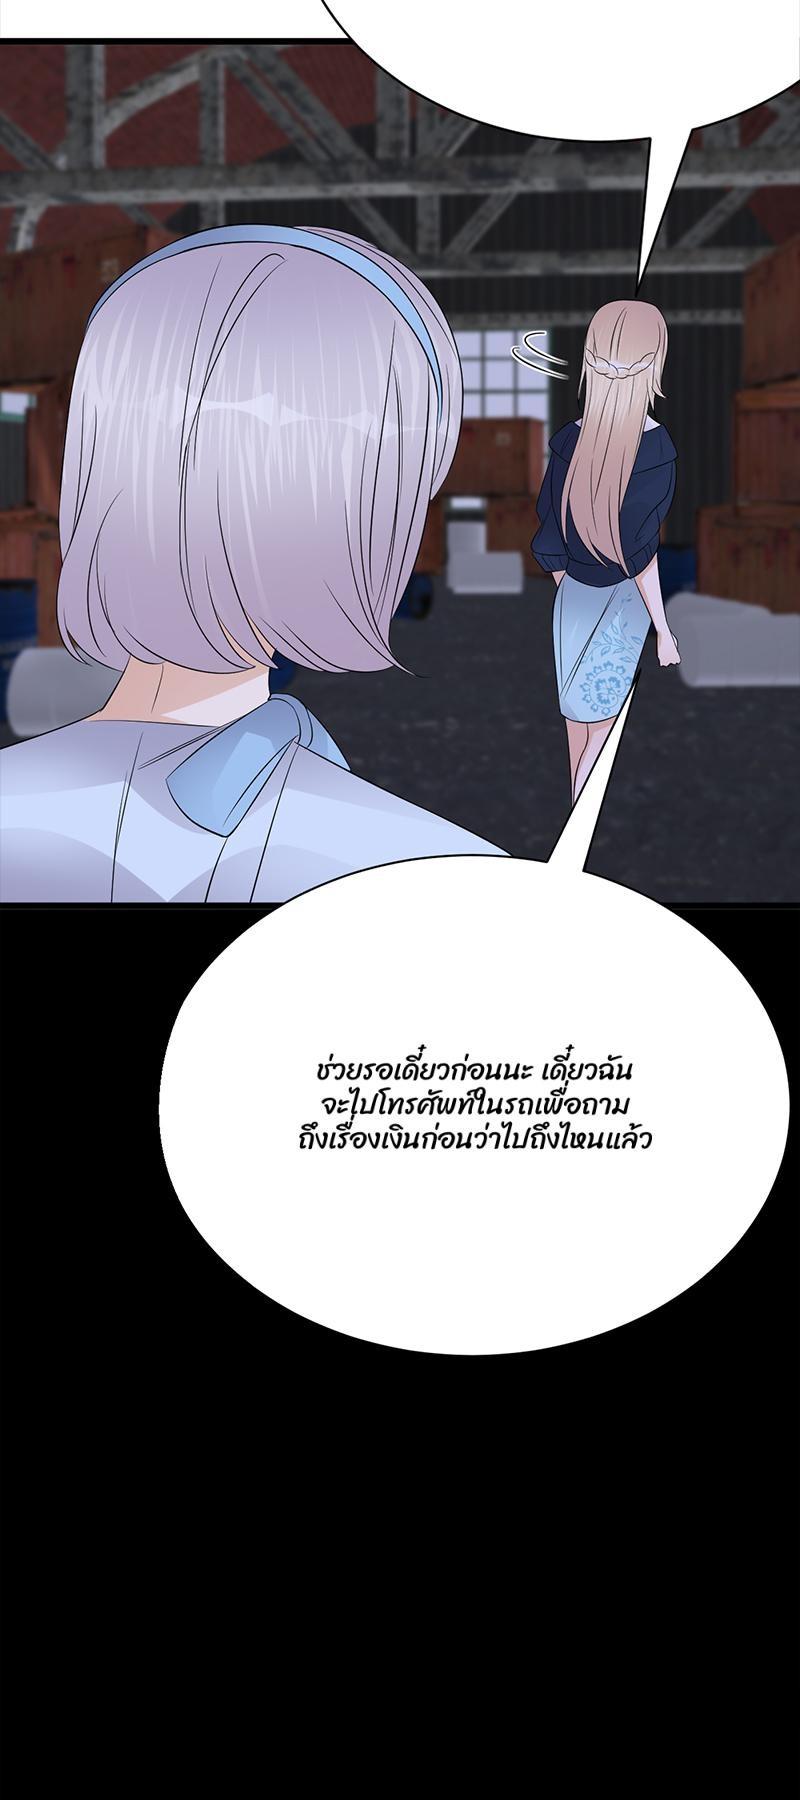 ช่วยรอเดี๋ยวก่อนนะ เดี๋ยวฉัน
จะไปโทรศัพท์ในรถเพื่อถาม
ถึงเรื่องเงินก่อนว่าไปถึงไหนแล้ว